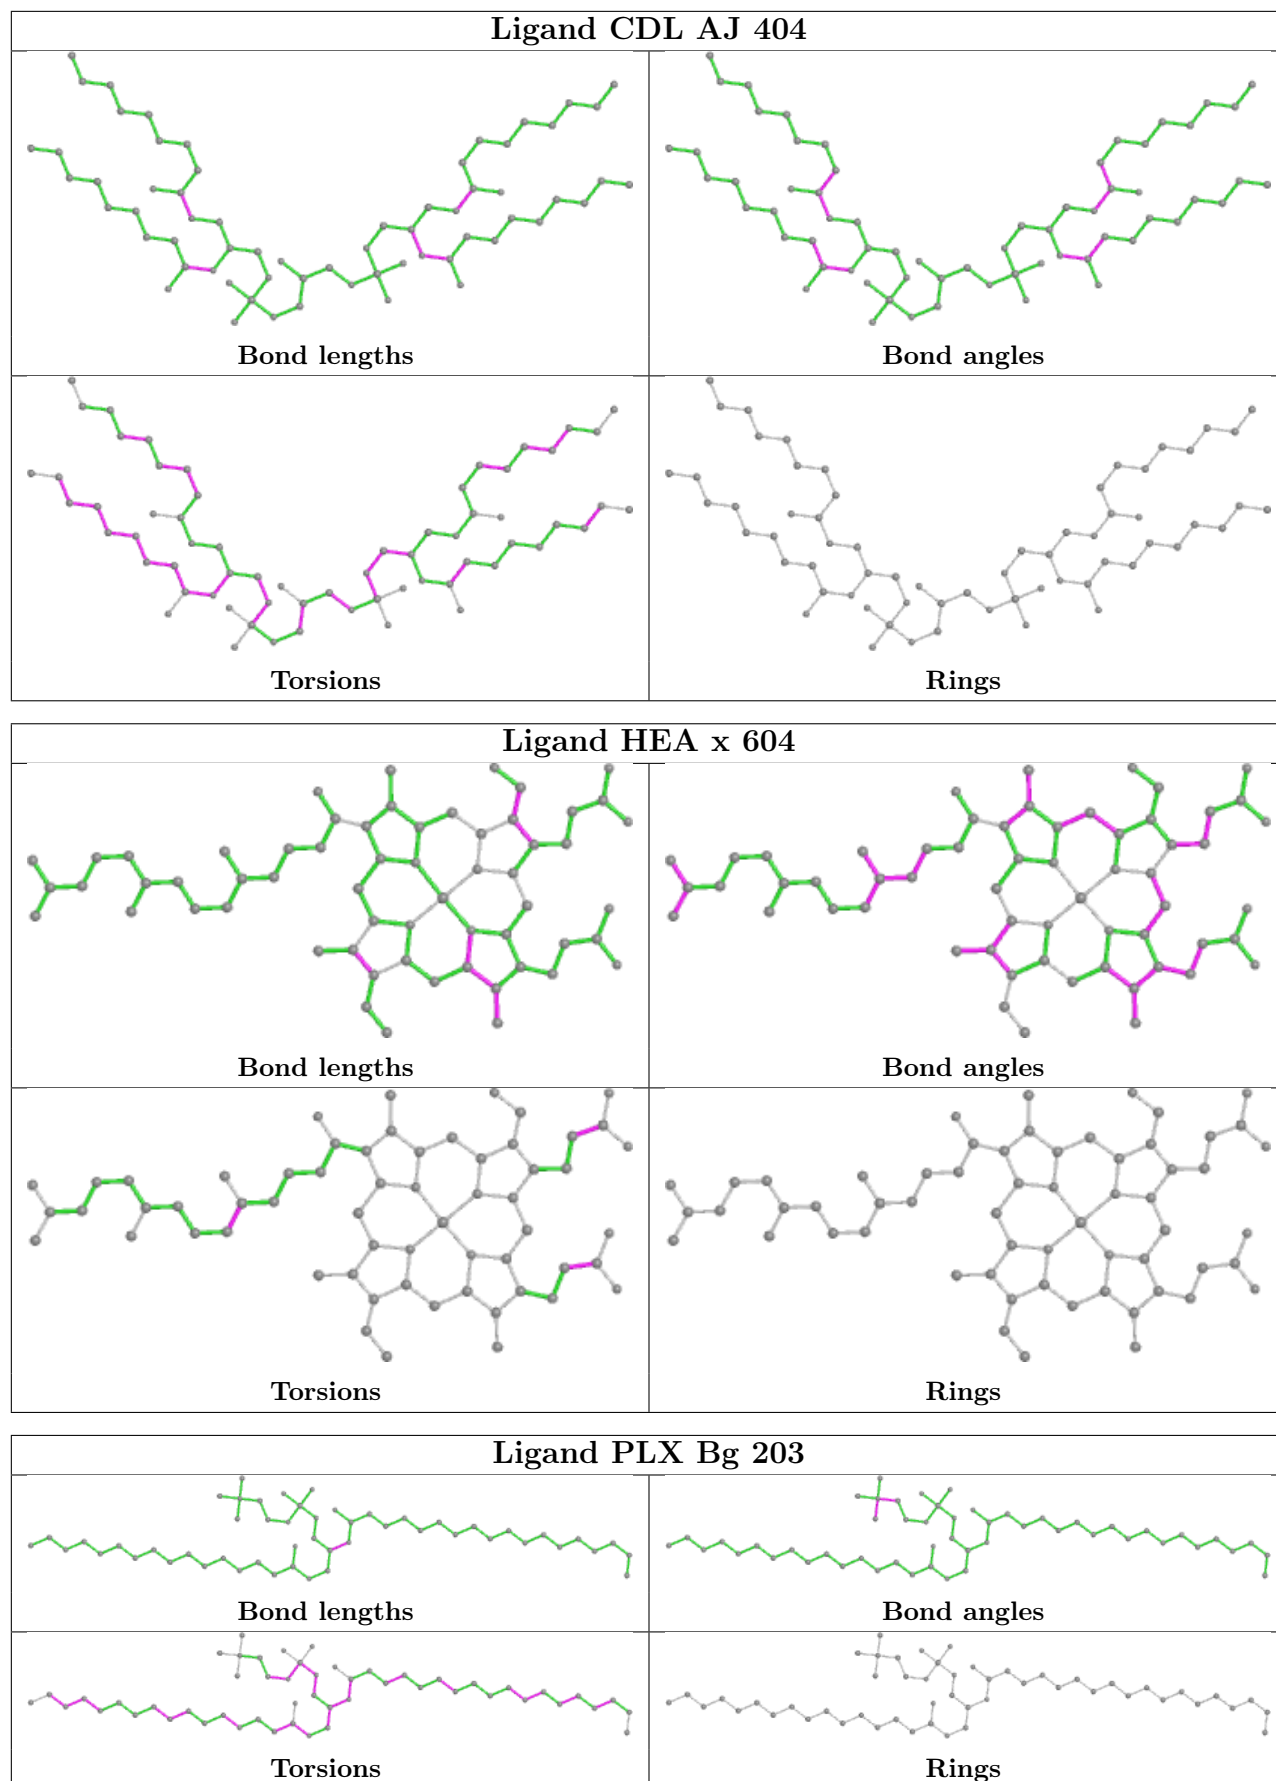 Ligand CDL AJ 404
Bond lengths
Bond angles
Torsions
Rings
Ligand HEA x 604
Bond lengths
Bond angles
Torsions
Rings
Ligand PLX Bg 203
Bond lengths
Bond angles
Torsions
Rings